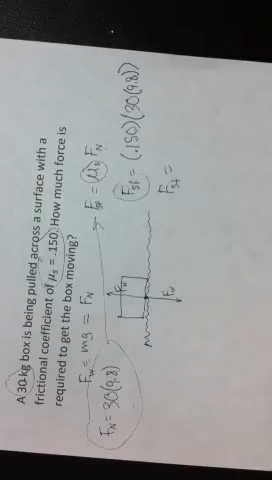 A 30-kg box is being pulled across a surface with a
frictional coefficient of μs = .150. How much force is
required to get the box moving?
Fw = mg = FN
FN = 30(9.8)
Fsf = μs FN
Fsf = (.150)(30(9.8))
Fsf =
FN
Fw